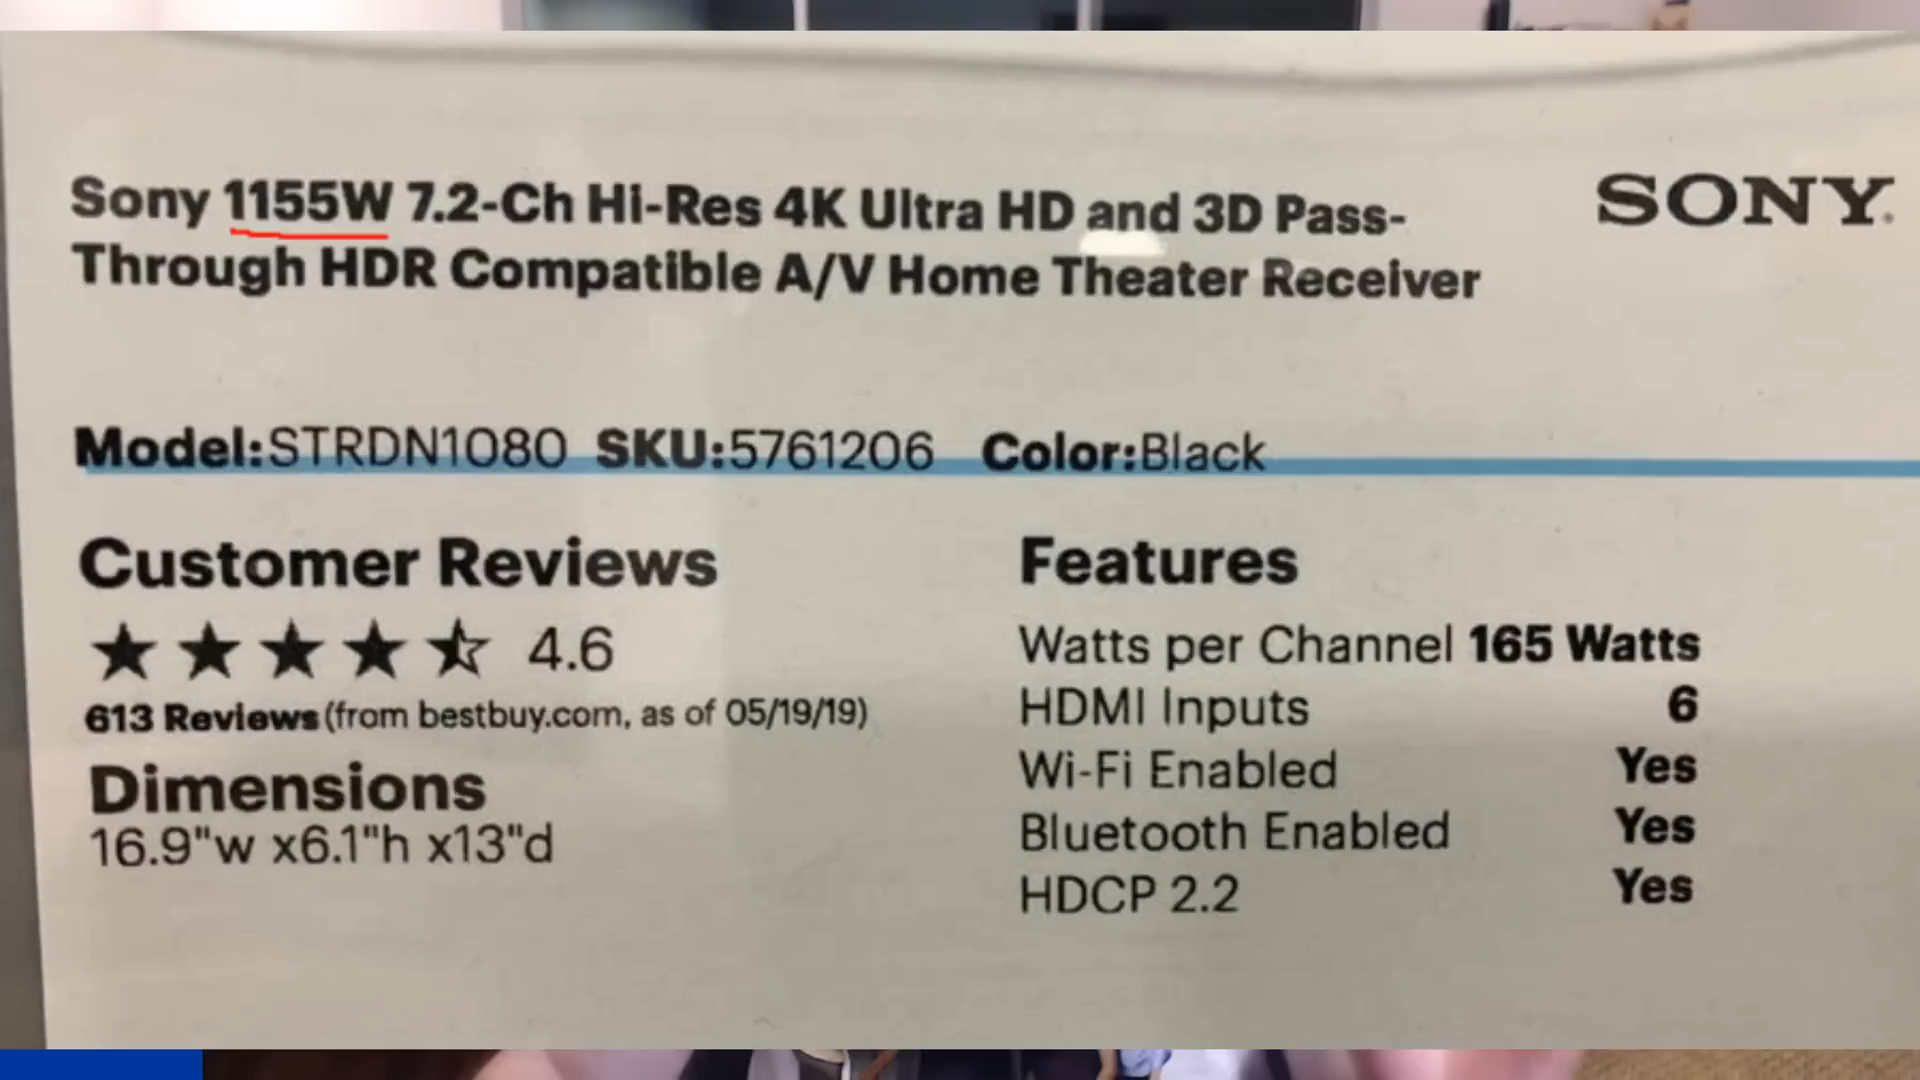 Sony 1155W 7.2-Ch Hi-Res 4K Ultra HD and 3D Pass-
Through HDR Compatible A/V Home Theater Receiver
SONY
Model:STRDN1080 SKU:5761206 Color:Black
Customer Reviews
4.6
613 Reviews (from bestbuy.com, as of 05/19/19)
Dimensions
16.9"w x6.1"h x13"d
Features
Watts per Channel 165 Watts
HDMI Inputs 6
Wi-Fi Enabled Yes
Bluetooth Enabled Yes
HDCP 2.2 Yes